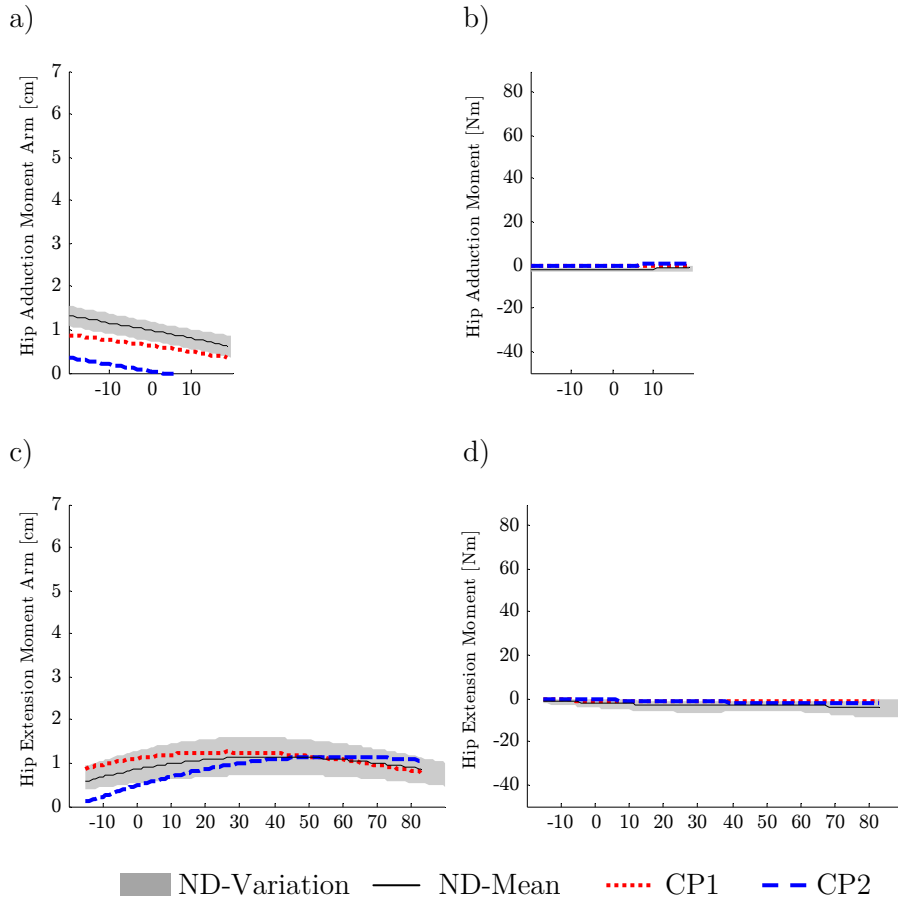 a)
Hip Adduction Moment Arm [cm]
7
6
5
4
3
2
1
0
-10 0 10
b)
Hip Adduction Moment [Nm]
80
60
40
20
0
-20
-40
-10 0 10
c)
Hip Extension Moment Arm [cm]
7
6
5
4
3
2
1
0
-10 0 10 20 30 40 50 60 70 80
d)
Hip Extension Moment [Nm]
80
60
40
20
0
-20
-40
-10 0 10 20 30 40 50 60 70 80
ND-Variation ND-Mean CP1 CP2